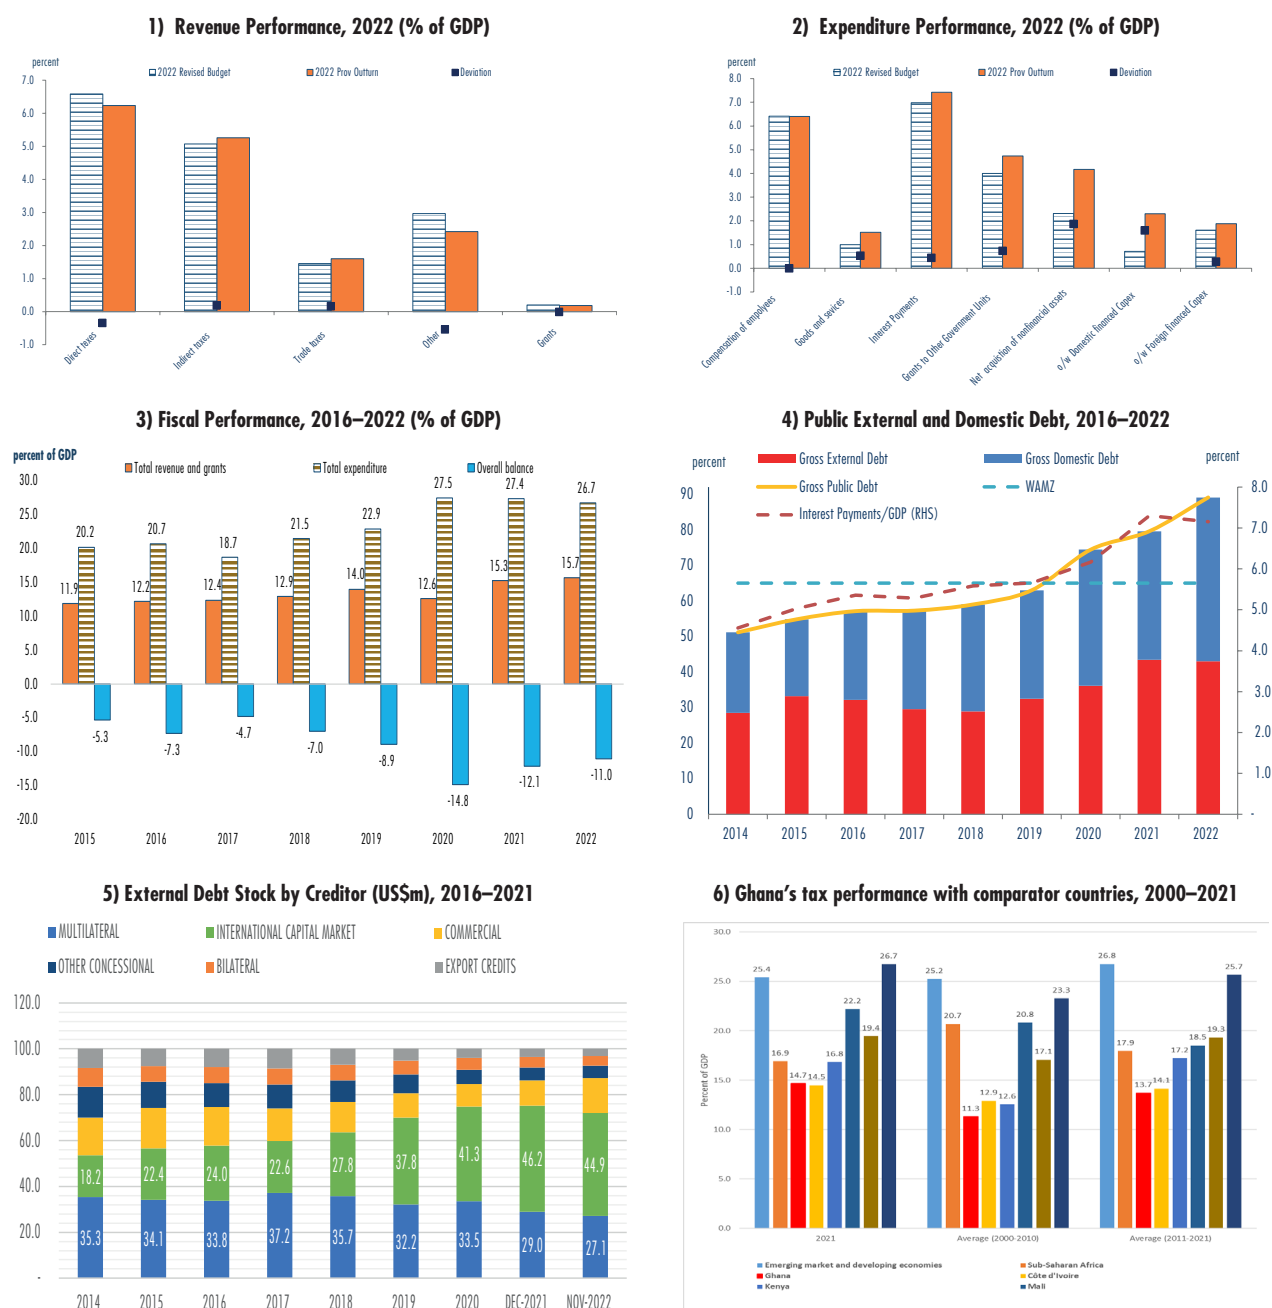 1) Revenue Performance, 2022 (% of GDP)
percent
2022 Revised Budget
2022 Prov Outturn
Deviation
7.0
6.0
5.0
4.0
3.0
2.0
1.0
0.0
-1.0
Direct texes
Indirect taxes
Trade taxes
Other
Grants
2) Expenditure Performance, 2022 (% of GDP)
percent
2022 Revised Budget
2022 Prov Outturn
Deviation
8.0
7.0
6.0
5.0
4.0
3.0
2.0
1.0
0.0
-1.0
Compensation of empolyees
Goods and sevices
Interest Payments
Grants to Other Government Units
Net acquistion of nonfinancial assets
o/w Domestic financed Capex
o/w Foreign financed Capex
3) Fiscal Performance, 2016–2022 (% of GDP)
percent of GDP
Total revenue and grants
Total expenditure
Overall balance
30.0
25.0
20.0
15.0
10.0
5.0
0.0
-5.0
-10.0
-15.0
-20.0
11.9
20.2
-5.3
12.2
20.7
-7.3
12.4
18.7
-4.7
12.9
21.5
-7.0
14.0
22.9
-8.9
12.6
27.5
-14.8
15.3
27.4
-12.1
15.7
26.7
-11.0
2015 2016 2017 2018 2019 2020 2021 2022
4) Public External and Domestic Debt, 2016–2022
percent
percent
Gross External Debt
Gross Domestic Debt
Gross Public Debt
WAMZ
Interest Payments/GDP (RHS)
90
80
70
60
50
40
30
20
10
0
8.0
7.0
6.0
5.0
4.0
3.0
2.0
1.0
-
2014 2015 2016 2017 2018 2019 2020 2021 2022
5) External Debt Stock by Creditor (US$m), 2016–2021
MULTILATERAL
INTERNATIONAL CAPITAL MARKET
COMMERCIAL
OTHER CONCESSIONAL
BILATERAL
EXPORT CREDITS
120.0
100.0
80.0
60.0
40.0
20.0
-
18.2 22.4 24.0 22.6 27.8 37.8 41.3 46.2 44.9
35.3 34.1 33.8 37.2 35.7 32.2 33.5 29.0 27.1
2014 2015 2016 2017 2018 2019 2020 DEC-2021 NOV-2022
6) Ghana’s tax performance with comparator countries, 2000–2021
Percent of GDP
30.0
25.0
20.0
15.0
10.0
5.0
0.0
25.4 16.9 14.7 14.5 16.8 22.2 19.4 26.7
25.2 20.7 11.3 12.9 12.6 20.8 17.1 23.3
26.8 17.9 13.7 14.1 17.2 18.5 19.3 25.7
2021
Average (2000-2010)
Average (2011-2021)
Emerging market and developing economies
Sub-Saharan Africa
Ghana
Côte d'Ivoire
Kenya
Mali